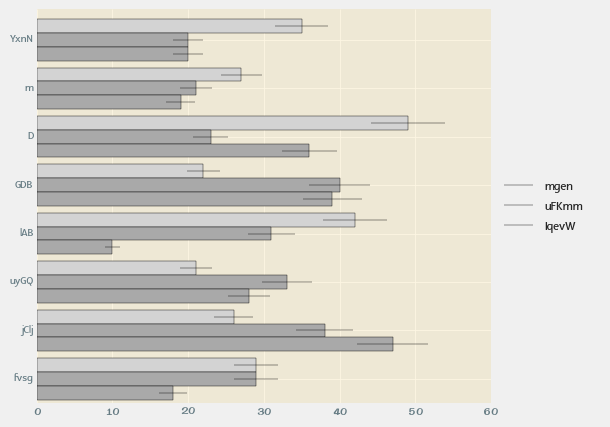 YxnN
m
D
GDB
lAB
uyGQ
jClj
fvsg
0 10 20 30 40 50 60
mgen
uFKmm
lqevW